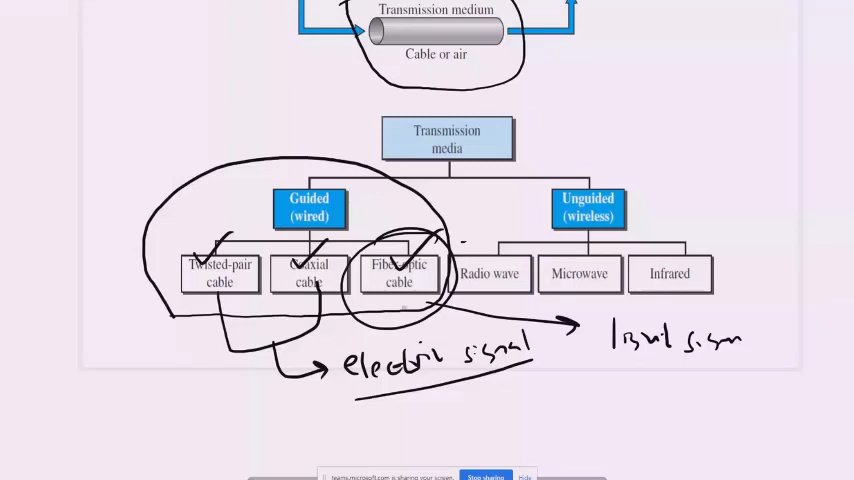 Transmission medium
Cable or air
Transmission
media
Guided
(wired)
Unguided
(wireless)
Twisted-pair
cable
Coaxial
cable
Fiber-optic
cable
Radio wave
Microwave
Infrared
electric signal
teams.microsoft.com is sharing your screen.
Stop sharing
Hide